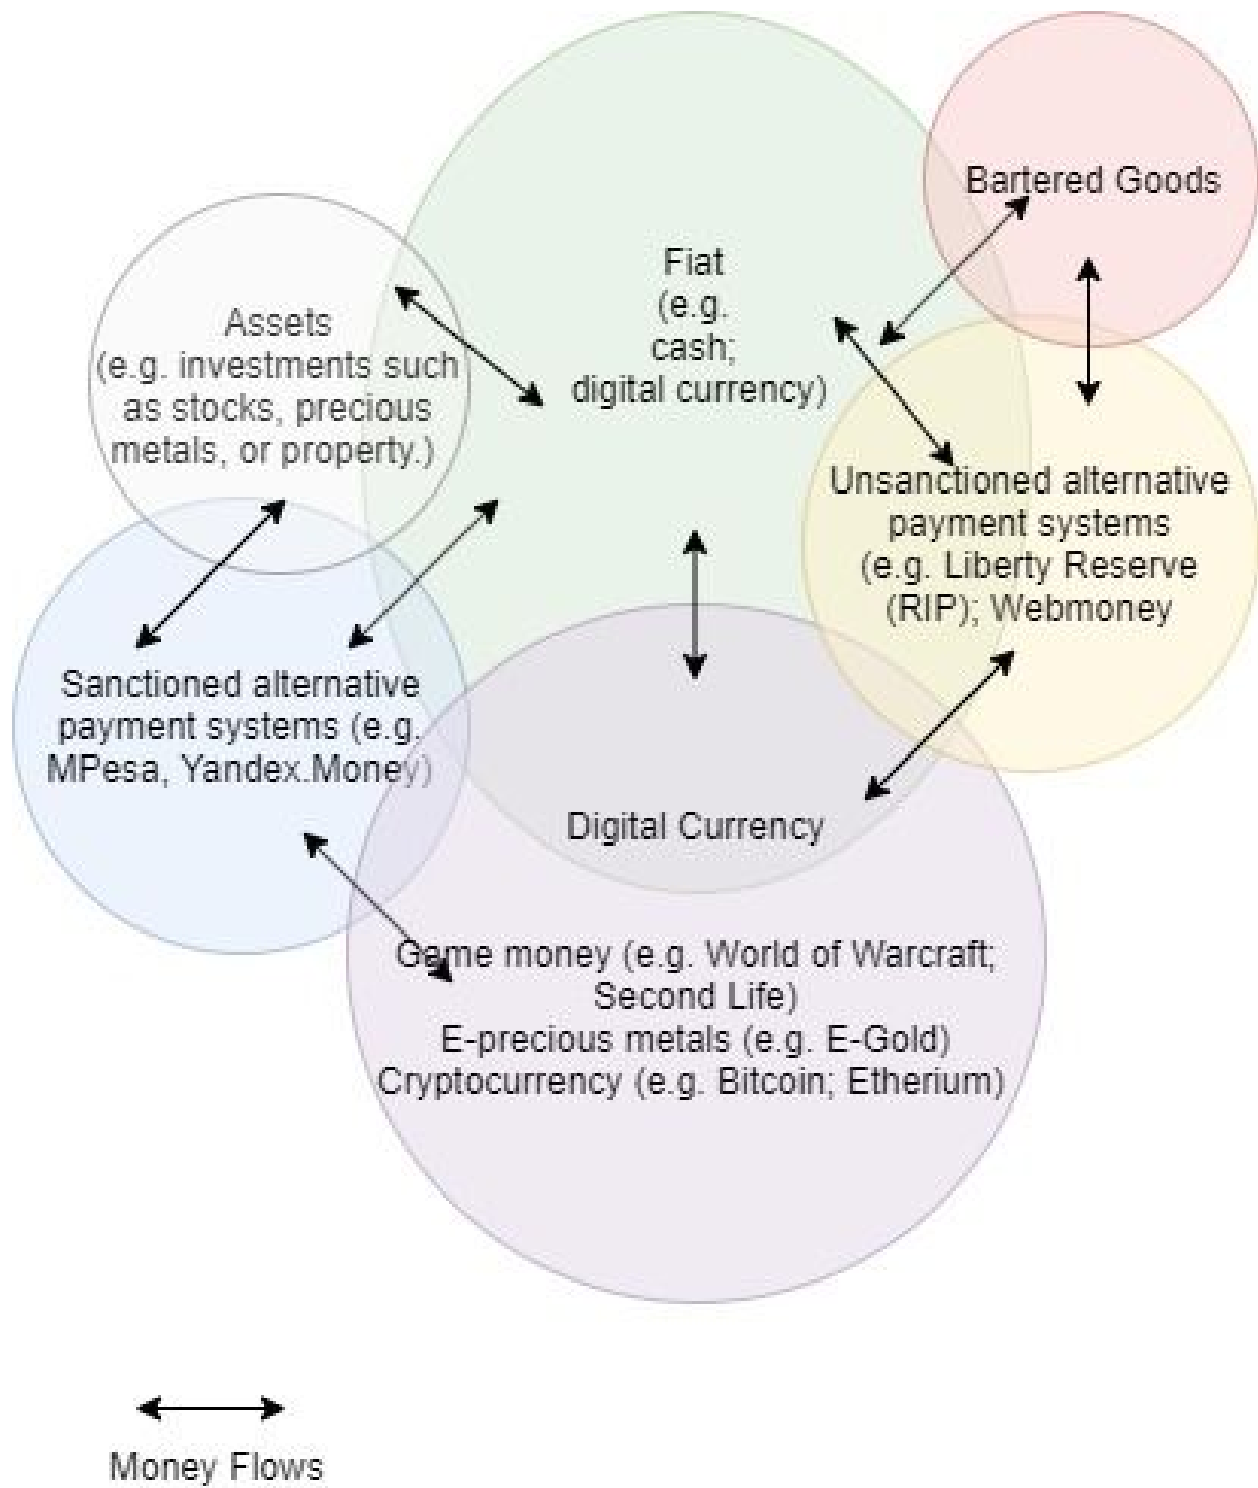 Bartered Goods
Fiat
(e.g.
cash;
digital currency)
Assets
(e.g. investments such
as stocks, precious
metals, or property.)
Unsanctioned alternative
payment systems
(e.g. Liberty Reserve
(RIP); Webmoney
Sanctioned alternative
payment systems (e.g.
MPesa, Yandex.Money)
Digital Currency
Game money (e.g. World of Warcraft;
Second Life)
E-precious metals (e.g. E-Gold)
Cryptocurrency (e.g. Bitcoin; Etherium)
Money Flows